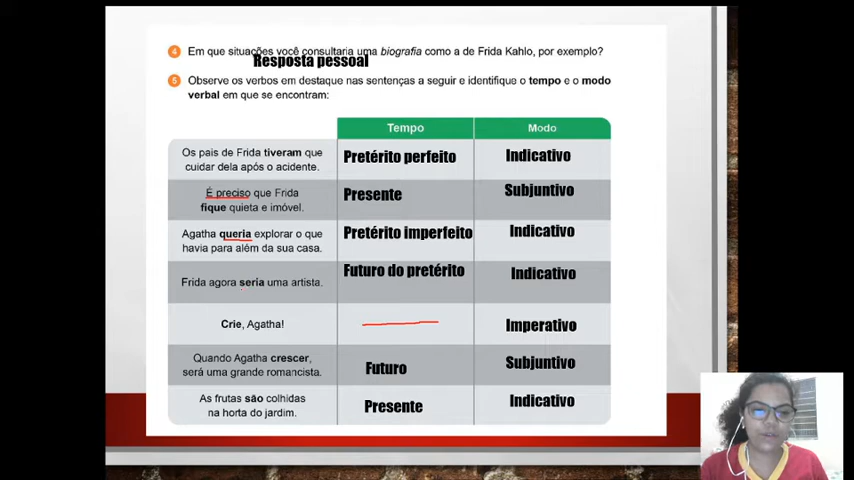 4 Em que situações você consultaria uma biografia como a de Frida Kahlo, por exemplo?
Resposta pessoal
5 Observe os verbos em destaque nas sentenças a seguir e identifique o tempo e o modo
verbal em que se encontram:
Tempo Modo
Os pais de Frida tiveram que
cuidar dela após o acidente.
Pretérito perfeito Indicativo
É preciso que Frida
fique quieta e imóvel.
Presente Subjuntivo
Agatha queria explorar o que
havia para além da sua casa.
Pretérito imperfeito Indicativo
Frida agora seria uma artista.
Futuro do pretérito Indicativo
Crie, Agatha!
Imperativo
Quando Agatha crescer,
será uma grande romancista.
Futuro Subjuntivo
As frutas são colhidas
na horta do jardim.
Presente Indicativo